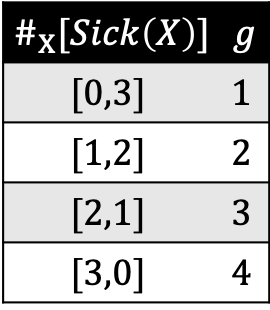 #X[Sick(X)] g
[0,3] 1
[1,2] 2
[2,1] 3
[3,0] 4